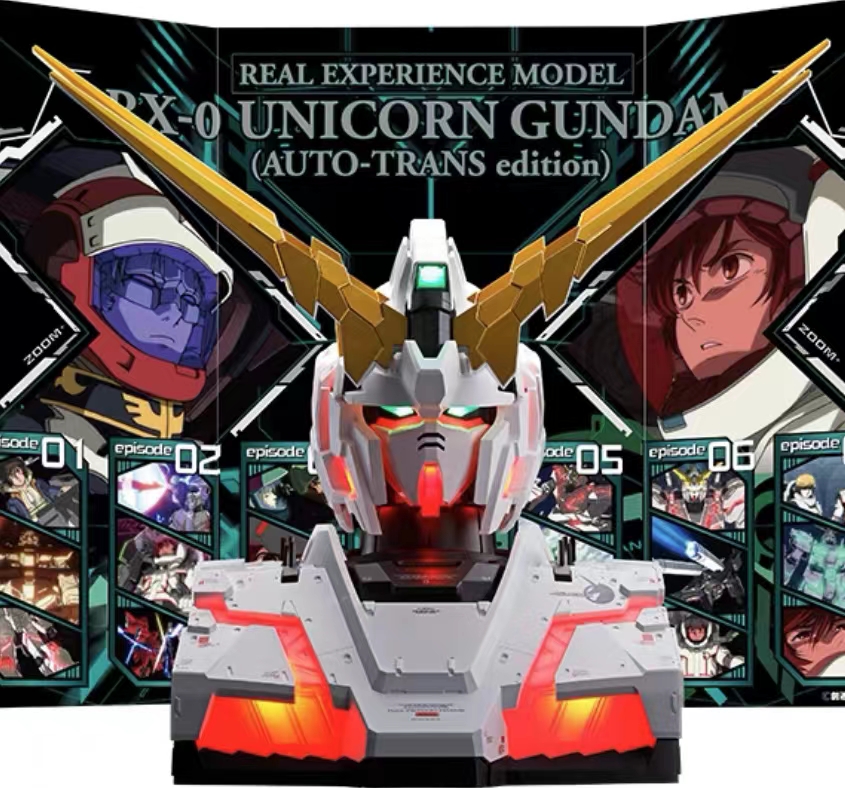 REAL EXPERIENCE MODEL
RX-0 UNICORN GUNDAM
(AUTO-TRANS edition)
ZOOM
ZOOM
episode 01
episode 02
episode
episode 05
episode 06
episode